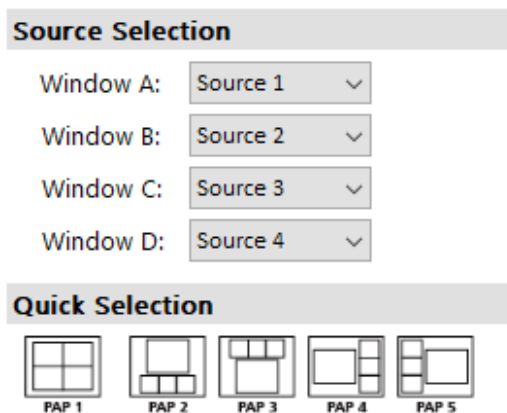 Source Selection
Window A: Source 1
Window B: Source 2
Window C: Source 3
Window D: Source 4
Quick Selection
PAP 1 PAP 2 PAP 3 PAP 4 PAP 5